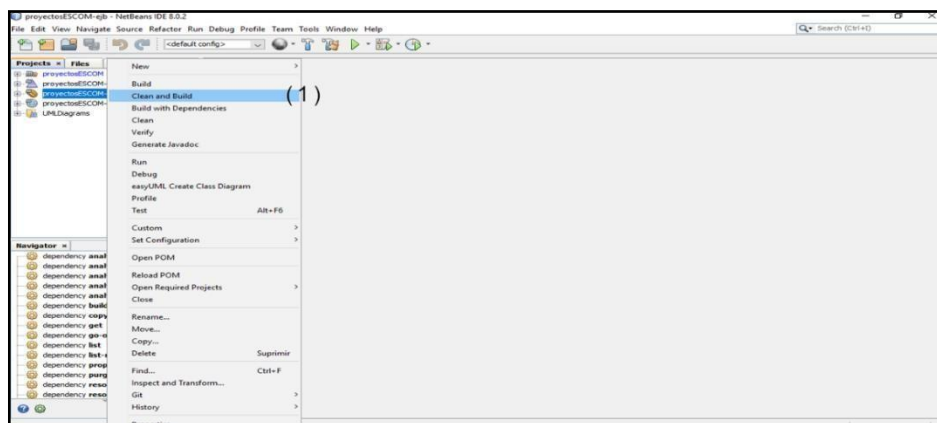 proyectosESCOM-ejb - NetBeans IDE 8.0.2
File Edit View Navigate Source Refactor Run Debug Profile Team Tools Window Help
Search (Ctrl+I)
<default config>
Projects Files
proyectosESCOM
proyectosESCOM-
proyectosESCOM-
proyectosESCOM-
UMLDiagrams
New
Build
Clean and Build (1)
Build with Dependencies
Clean
Verify
Generate Javadoc
Run
Debug
easyUML Create Class Diagram
Profile
Test Alt+F6
Custom
Set Configuration
Open POM
Reload POM
Open Required Projects
Close
Rename...
Move...
Copy...
Delete Suprimir
Find... Ctrl+F
Inspect and Transform...
Git
History
Navigator
dependency anal
dependency anal
dependency anal
dependency anal
dependency anal
dependency build
dependency copy
dependency get
dependency go-o
dependency list
dependency list-
dependency prop
dependency purg
dependency reso
dependency reso